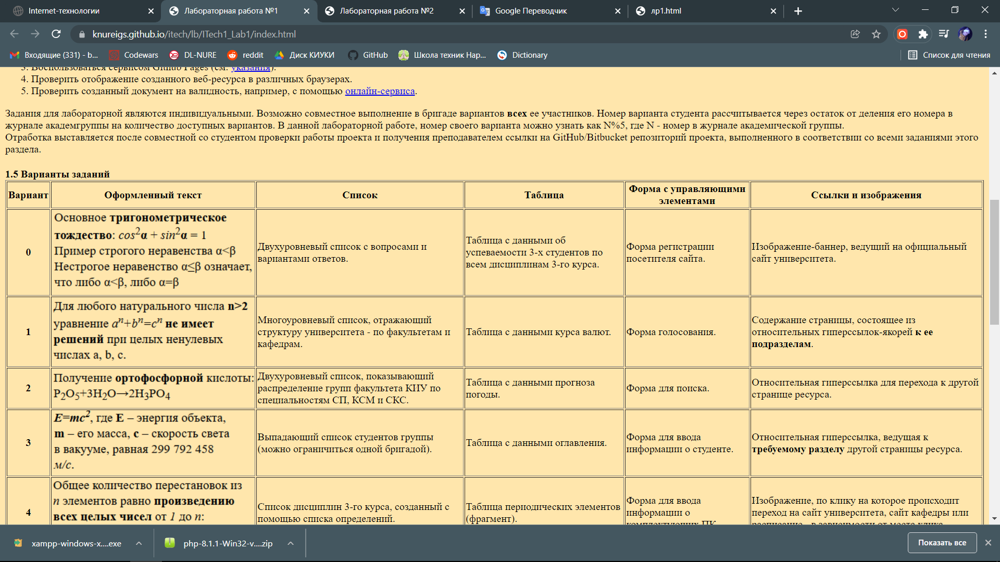 Internet-технологии
Лабораторная работа №1
Лабораторная работа №2
Google Переводчик
лр1.html
knureigs.github.io/itech/lb/ITech1_Lab1/index.html
Входящие (331) - b...
Codewars
DL-NURE
reddit
Диск КИУКИ
GitHub
Школа техник Нар...
Dictionary
Список для чтения
3. Воспользоваться сервисом Github Pages (см. указания).
4. Проверить отображение созданного веб-ресурса в различных браузерах.
5. Проверить созданный документ на валидность, например, с помощью онлайн-сервиса.
Задания для лабораторной являются индивидуальными. Возможно совместное выполнение в бригаде вариантов всех ее участников. Номер варианта студента рассчитывается через остаток от деления его номера в
журнале академгруппы на количество доступных вариантов. В данной лабораторной работе, номер своего варианта можно узнать как N%5, где N - номер в журнале академической группы.
Отработка выставляется после совместной со студентом проверки работы проекта и получения преподавателем ссылки на GitHub/Bitbucket репозиторий проекта, выполненного в соответствии со всеми заданиями этого
раздела.
1.5 Варианты заданий
Вариант
Оформленный текст
Список
Таблица
Форма с управляющими
элементами
Ссылки и изображения
0
Основное тригонометрическое
тождество: cos²α + sin²α = 1
Пример строгого неравенства α<β
Нестрогое неравенство α≤β означает,
что либо α<β, либо α=β
Двухуровневый список с вопросами и
вариантами ответов.
Таблица с данными об
успеваемости 3-х студентов по
всем дисциплинам 3-го курса.
Форма регистрации
посетителя сайта.
Изображение-баннер, ведущий на официальный
сайт университета.
1
Для любого натурального числа n>2
уравнение aⁿ+bⁿ=cⁿ не имеет
решений при целых ненулевых
числах a, b, c.
Многоуровневый список, отражающий
структуру университета - по факультетам и
кафедрам.
Таблица с данными курса валют.
Форма голосования.
Содержание страницы, состоящее из
относительных гиперссылок-якорей к ее
подразделам.
2
Получение ортофосфорной кислоты:
P₂O₅+3H₂O→2H₃PO₄
Двухуровневый список, показывающий
распределение групп факультета КИУ по
специальностям СП, КСМ и СКС.
Таблица с данными прогноза
погоды.
Форма для поиска.
Относительная гиперссылка для перехода к другой
странице ресурса.
3
E=mc², где E – энергия объекта,
m – его масса, c – скорость света
в вакууме, равная 299 792 458
м/с.
Выпадающий список студентов группы
(можно ограничиться одной бригадой).
Таблица с данными оглавления.
Форма для ввода
информации о студенте.
Относительная гиперссылка, ведущая к
требуемому разделу другой страницы ресурса.
4
Общее количество перестановок из
n элементов равно произведению
всех целых чисел от 1 до n:
Список дисциплин 3-го курса, созданный с
помощью списка определений.
Таблица периодических элементов
(фрагмент).
Форма для ввода
информации о
комплектующих ПК.
Изображение, по клику на которое происходит
переход на сайт университета, сайт кафедры или
расписание - в зависимости от места клика.
xampp-windows-x....exe
php-8.1.1-Win32-v....zip
Показать все